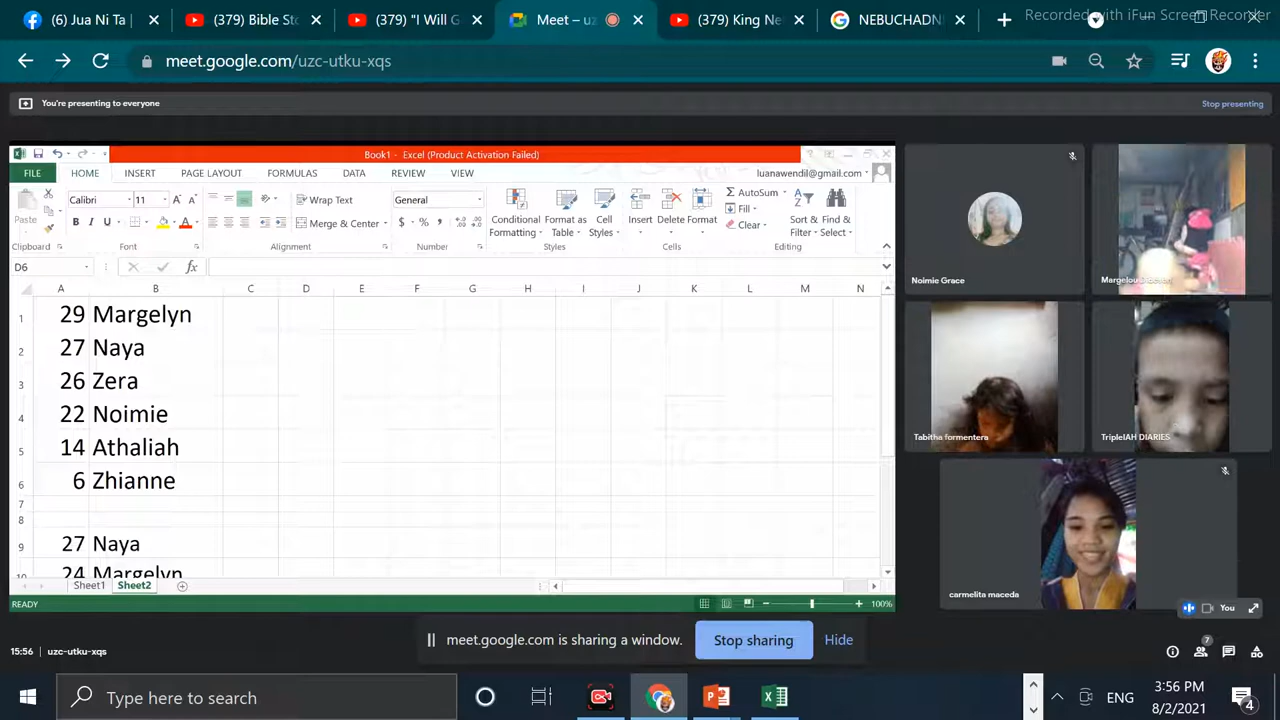 (6) Jua Ni Ta
(379) Bible Sto
(379) "I Will G
Meet – uz
(379) King Ne
NEBUCHADN
Recorded with iFun Screen Recorder
meet.google.com/uzc-utku-xqs
You're presenting to everyone
Stop presenting
Book1 - Excel (Product Activation Failed)
FILE HOME INSERT PAGE LAYOUT FORMULAS DATA REVIEW VIEW luanawendil@gmail.com
Calibri 11 Wrap Text General AutoSum
Paste B I U Merge & Center $ % Conditional Formatting Format as Table Cell Styles Insert Delete Format Fill Clear Sort & Filter Find & Select
Clipboard Font Alignment Number Styles Cells Editing
D6 fx
A B C D E F G H I J K L M N
1 29 Margelyn
2 27 Naya
3 26 Zera
4 22 Noimie
5 14 Athaliah
6 6 Zhianne
7
8
9 27 Naya
10 24 Margelyn
Sheet1 Sheet2
READY 100%
Noimie Grace
Tabitha formentera
TripleIAH DIARIES
carmelita maceda
You
meet.google.com is sharing a window. Stop sharing Hide
15:56 | uzc-utku-xqs
7
Type here to search
ENG
3:56 PM
8/2/2021
4